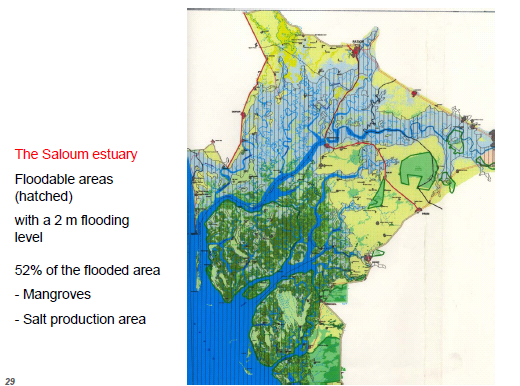 The Saloum estuary
Floodable areas
(hatched)
with a 2 m flooding
level
52% of the flooded area
- Mangroves
- Salt production area
29